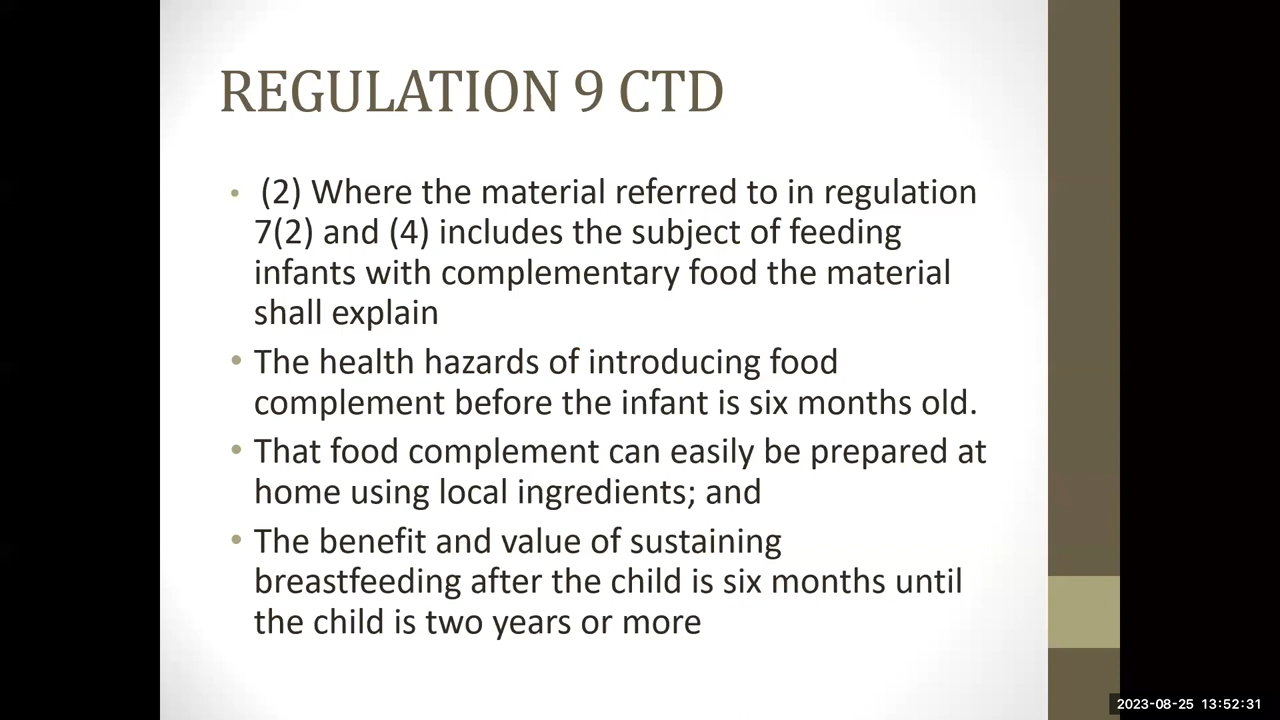 REGULATION 9 CTD
• (2) Where the material referred to in regulation
7(2) and (4) includes the subject of feeding
infants with complementary food the material
shall explain
• The health hazards of introducing food
complement before the infant is six months old.
• That food complement can easily be prepared at
home using local ingredients; and
• The benefit and value of sustaining
breastfeeding after the child is six months until
the child is two years or more
2023-08-25 13:52:31